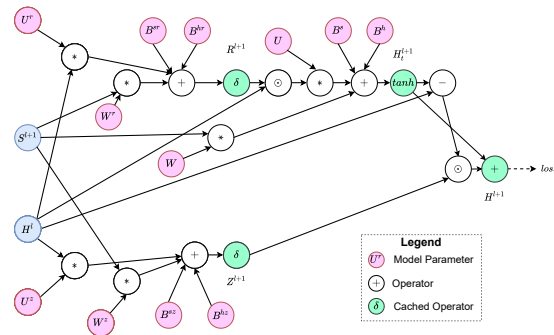 U^r
B^{sr}
B^{hr}
R^{l+1}
U
B^s
B^h
H_t^{l+1}
*
*
+
δ
⊙
*
+
tanh
−
W^r
S^{l+1}
*
W
⊙
+
los
H^{l+1}
H^l
*
*
+
δ
Z^{l+1}
U^z
W^z
B^{sz}
B^{hz}
Legend
U^r Model Parameter
+ Operator
δ Cached Operator